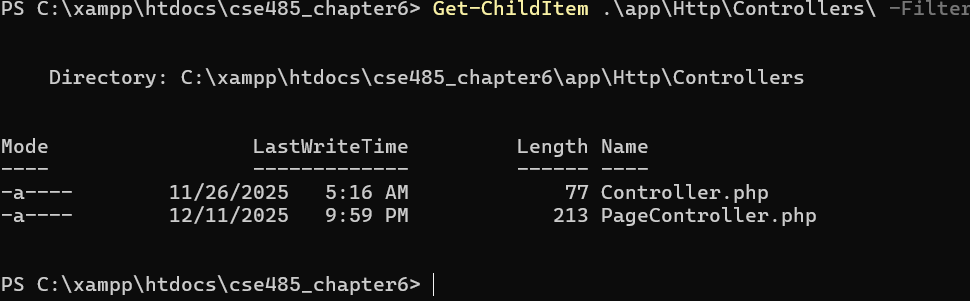 PS C:\xampp\htdocs\cse485_chapter6> Get-ChildItem .\app\Http\Controllers\ -Filter
Directory: C:\xampp\htdocs\cse485_chapter6\app\Http\Controllers
Mode LastWriteTime Length Name
---- ------------- ------ ----
-a---- 11/26/2025 5:16 AM 77 Controller.php
-a---- 12/11/2025 9:59 PM 213 PageController.php
PS C:\xampp\htdocs\cse485_chapter6>